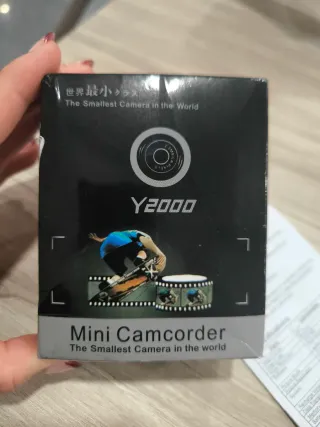 世界最小クラス
The Smallest Camera in the World
Y2000
Mini Camcorder
The Smallest Camera in the world